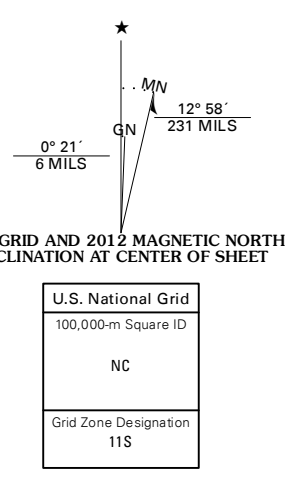 ★
MN
GN
12° 58´
231 MILS
0° 21´
6 MILS
GRID AND 2012 MAGNETIC NORTH
CLINATION AT CENTER OF SHEET
U.S. National Grid
100,000-m Square ID
NC
Grid Zone Designation
11S